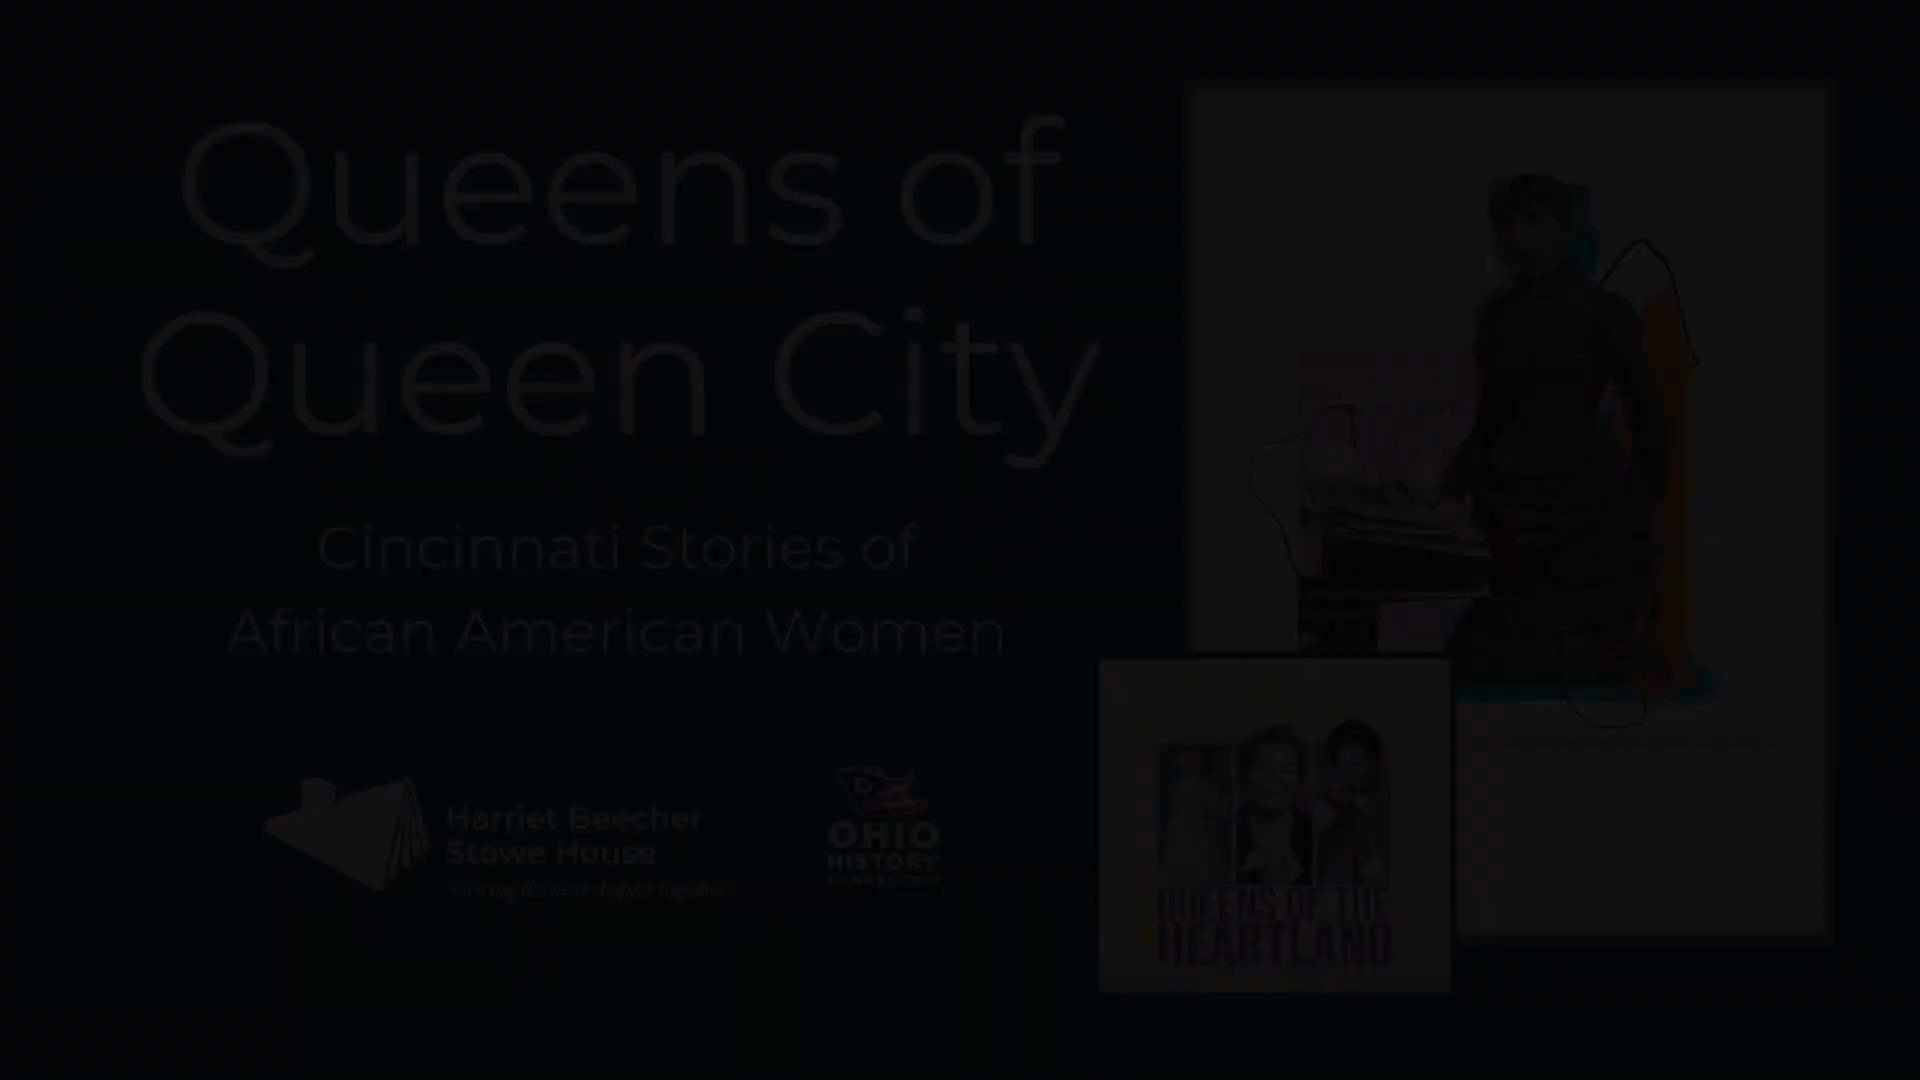 Queens of
Queen City
Cincinnati Stories of
African American Women
Harriet Beecher
Stowe House
OHIO
HISTORY
CONNECTION
QUEENS OF THE
HEARTLAND